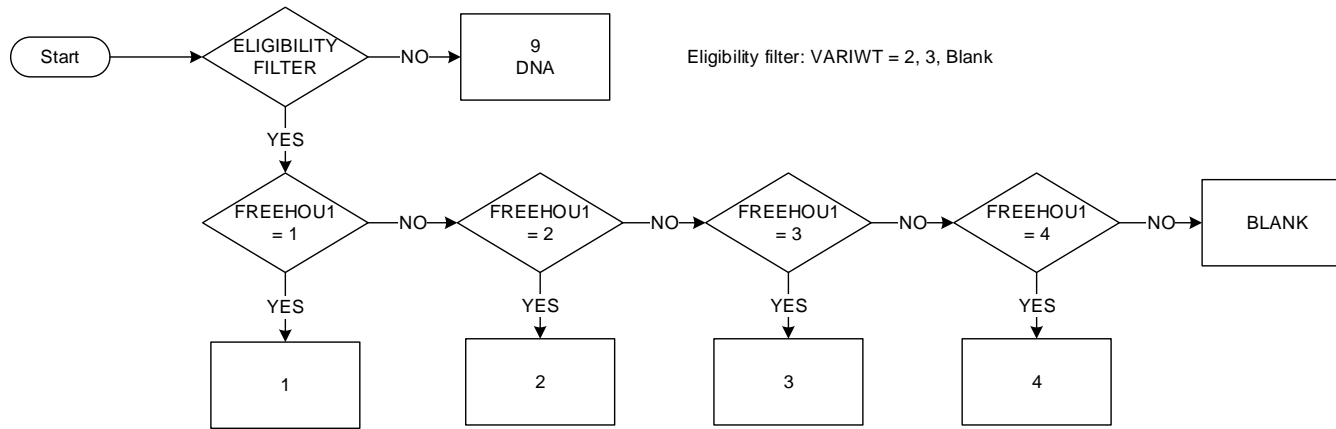 Start
ELIGIBILITY
FILTER
NO
9
DNA
Eligibility filter: VARIWT = 2, 3, Blank
YES
FREEHOU1
= 1
NO
FREEHOU1
= 2
NO
FREEHOU1
= 3
NO
FREEHOU1
= 4
NO
BLANK
YES
YES
YES
YES
1
2
3
4